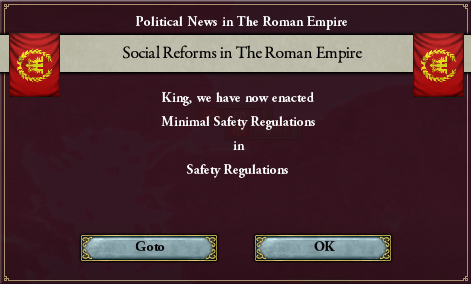 Political News in The Roman Empire
Social Reforms in The Roman Empire
King, we have now enacted
Minimal Safety Regulations
in
Safety Regulations
Goto
OK